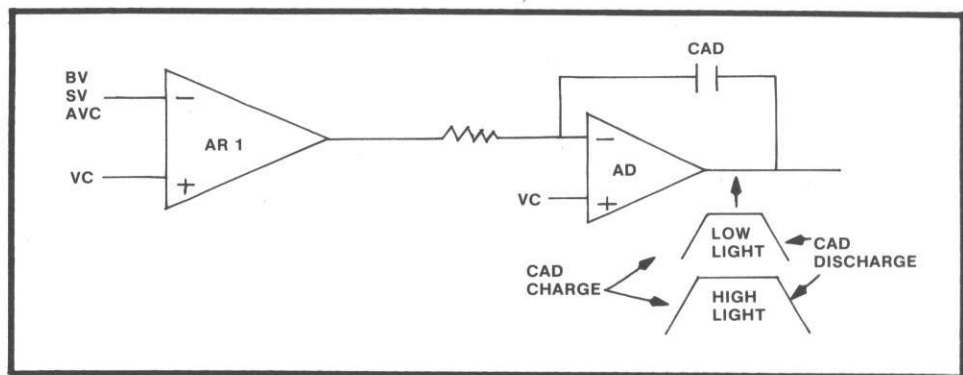 CAD
BV
SV
AVC
−
AR 1
VC
+
−
AD
VC
+
LOW
LIGHT
CAD
DISCHARGE
CAD
CHARGE
HIGH
LIGHT